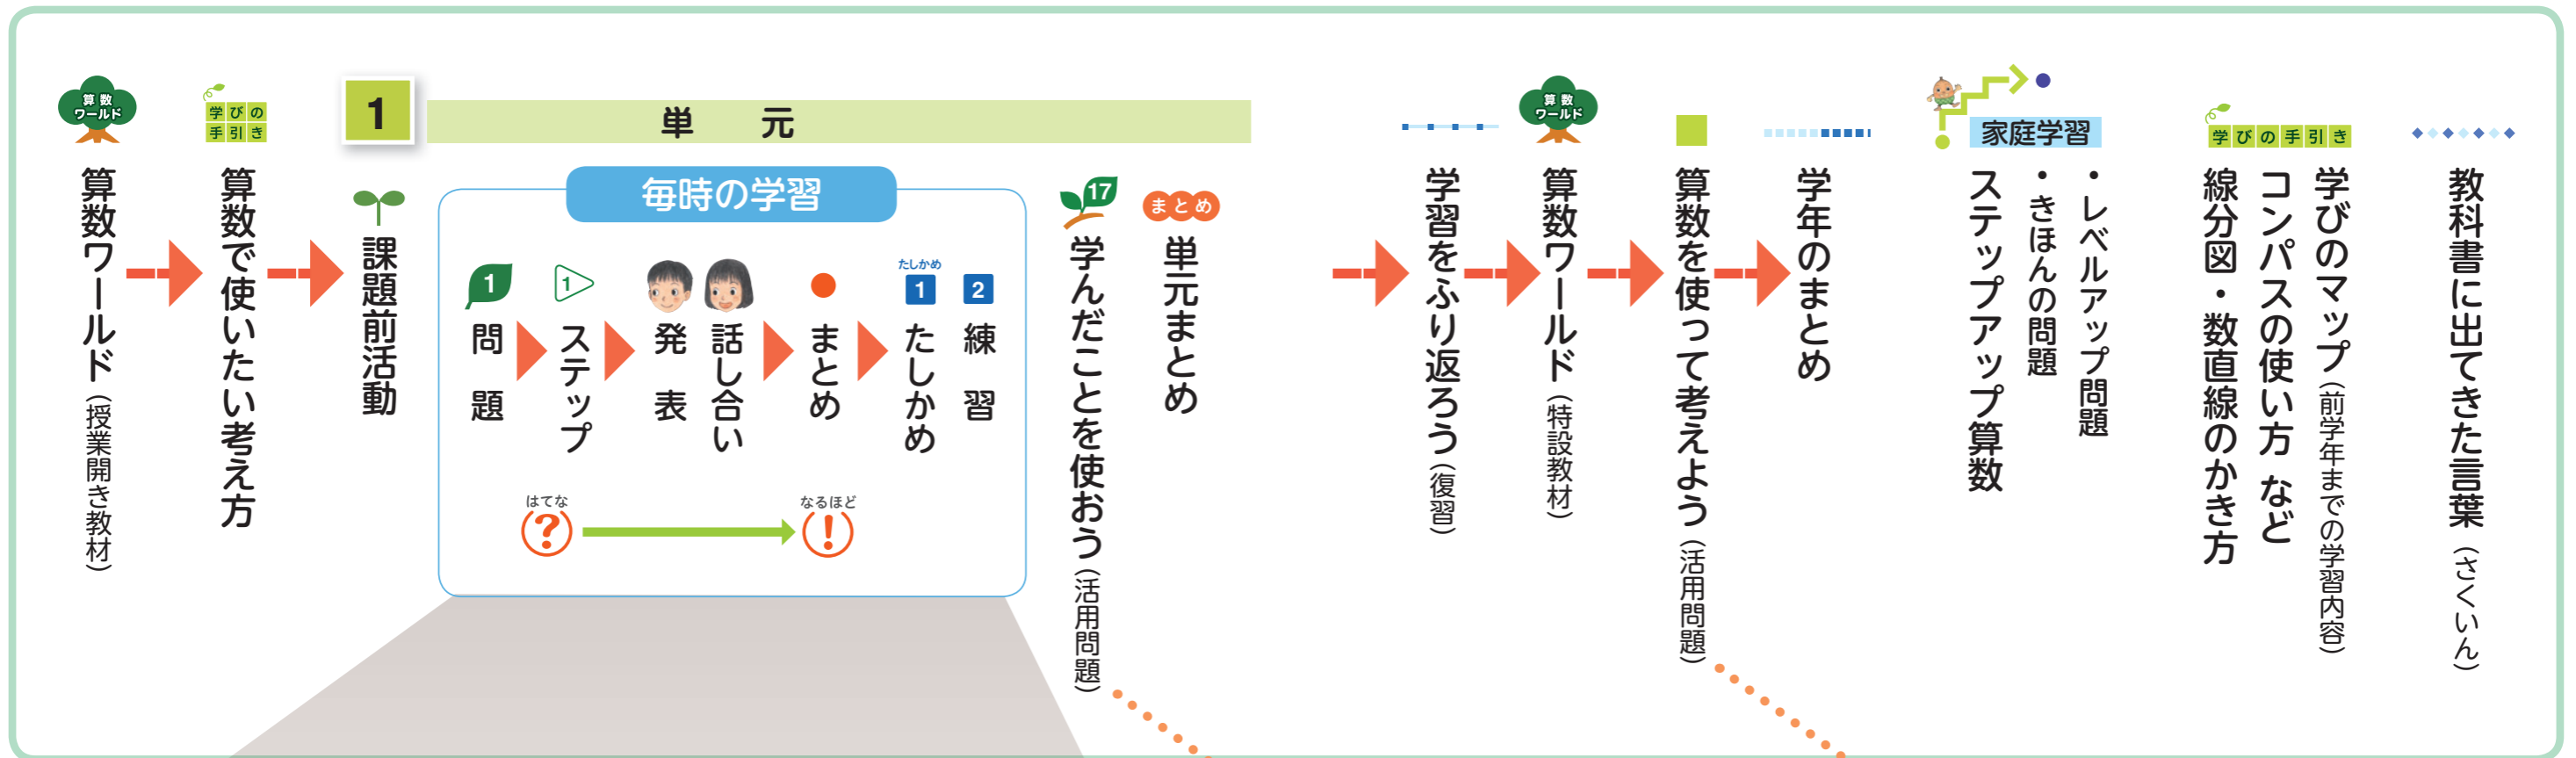 算数
ワールド
算数ワールド(授業開き教材)
学びの
手引き
算数で使いたい考え方
1
単元
課題前活動
毎時の学習
1
問題
1
ステップ
発表
話し合い
まとめ
たしかめ
1
たしかめ
2
練習
はてな
?
なるほど
!
17
学んだことを使おう(活用問題)
まとめ
単元まとめ
学習をふり返ろう(復習)
算数
ワールド
算数ワールド(特設教材)
算数を使って考えよう(活用問題)
学年のまとめ
家庭学習
ステップアップ算数
・きほんの問題
・レベルアップ問題
学びの手引き
学びのマップ(前学年までの学習内容)
コンパスの使い方 など
線分図・数直線のかき方
教科書に出てきた言葉(さくいん)